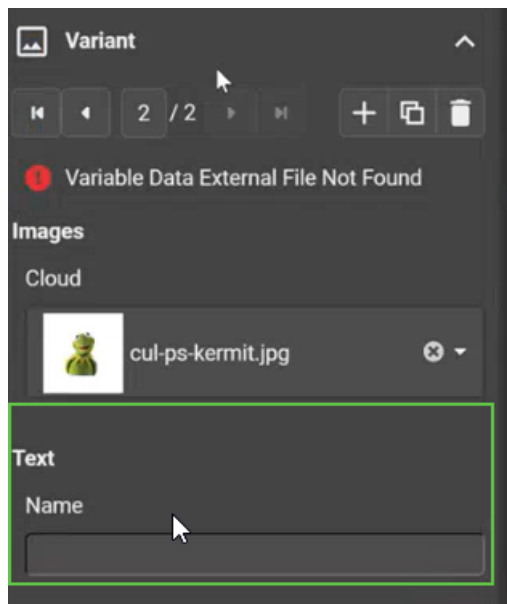 Variant
2 / 2
Variable Data External File Not Found
Images
Cloud
cul-ps-kermit.jpg
Text
Name